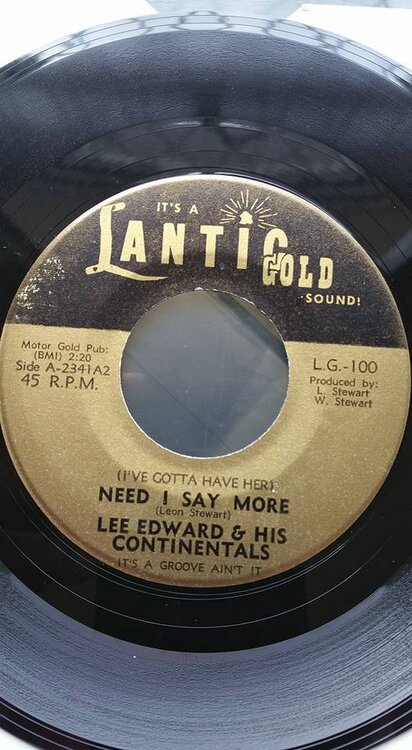 IT'S A
LANTI GOLD
SOUND!
Motor Gold Pub:
(BMI) 2:20
Side A-2341A2
45 R.P.M.
L.G.-100
Produced by:
L. Stewart
W. Stewart
(I'VE GOTTA HAVE HER)
NEED I SAY MORE
(Leon Stewart)
LEE EDWARD & HIS
CONTINENTALS
IT'S A GROOVE AIN'T IT